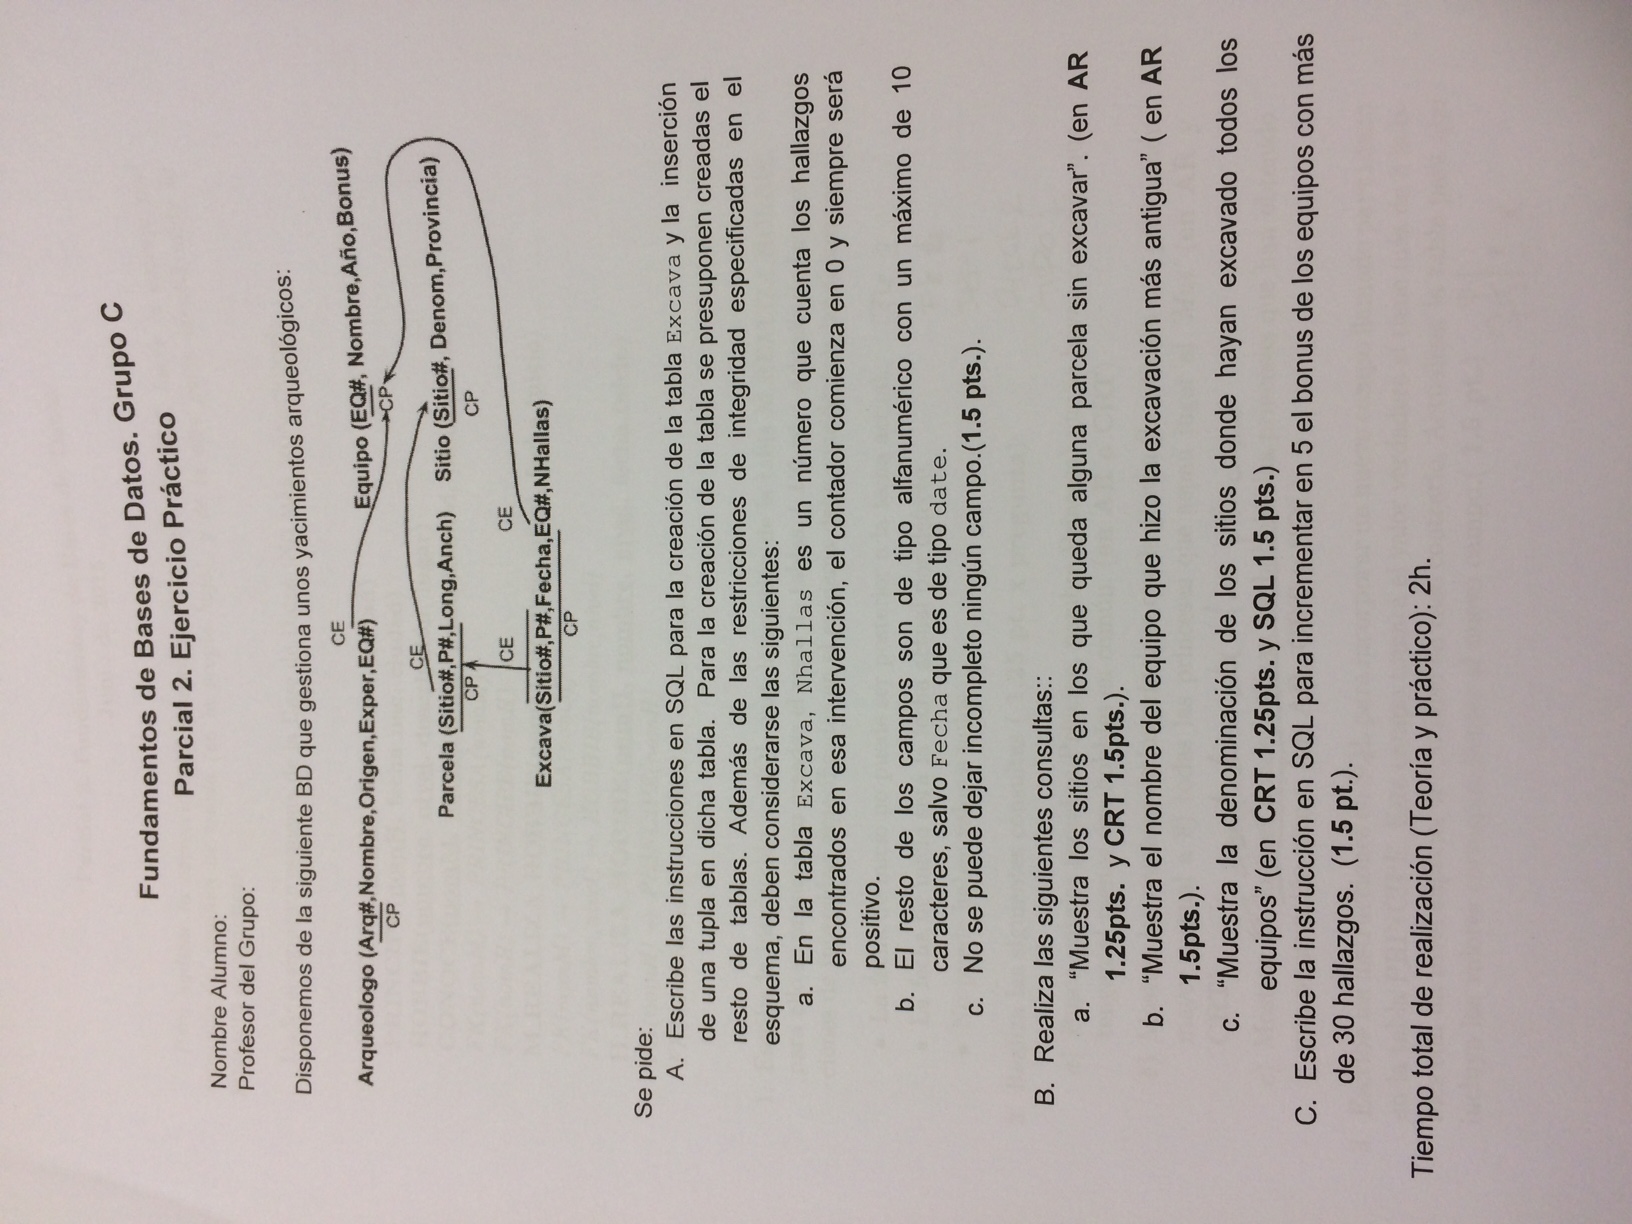 Fundamentos de Bases de Datos. Grupo C
Parcial 2. Ejercicio Práctico
Nombre Alumno:
Profesor del Grupo:
Disponemos de la siguiente BD que gestiona unos yacimientos arqueológicos:
CE
Arqueologo (Arq#,Nombre,Origen,Exper,EQ#)
Equipo (EQ#, Nombre,Año,Bonus)
CP
CP
CE
Parcela (Sitio#,P#,Long,Anch)
Sitio (Sitio#, Denom,Provincia)
CP
CP
CE
CE
Excava(Sitio#,P#,Fecha,EQ#,NHallas)
CP
Se pide:
A. Escribe las instrucciones en SQL para la creación de la tabla Excava y la inserción
de una tupla en dicha tabla. Para la creación de la tabla se presuponen creadas el
resto de tablas. Además de las restricciones de integridad especificadas en el
esquema, deben considerarse las siguientes:
a. En la tabla Excava, Nhallas es un número que cuenta los hallazgos
encontrados en esa intervención, el contador comienza en 0 y siempre será
positivo.
b. El resto de los campos son de tipo alfanumérico con un máximo de 10
caracteres, salvo Fecha que es de tipo date.
c. No se puede dejar incompleto ningún campo.(1.5 pts.).
B. Realiza las siguientes consultas::
a. “Muestra los sitios en los que queda alguna parcela sin excavar”. (en AR
1.25pts. y CRT 1.5pts.).
b. “Muestra el nombre del equipo que hizo la excavación más antigua” ( en AR
1.5pts.).
c. “Muestra la denominación de los sitios donde hayan excavado todos los
equipos” (en CRT 1.25pts. y SQL 1.5 pts.)
C. Escribe la instrucción en SQL para incrementar en 5 el bonus de los equipos con más
de 30 hallazgos. (1.5 pt.).
Tiempo total de realización (Teoría y práctico): 2h.